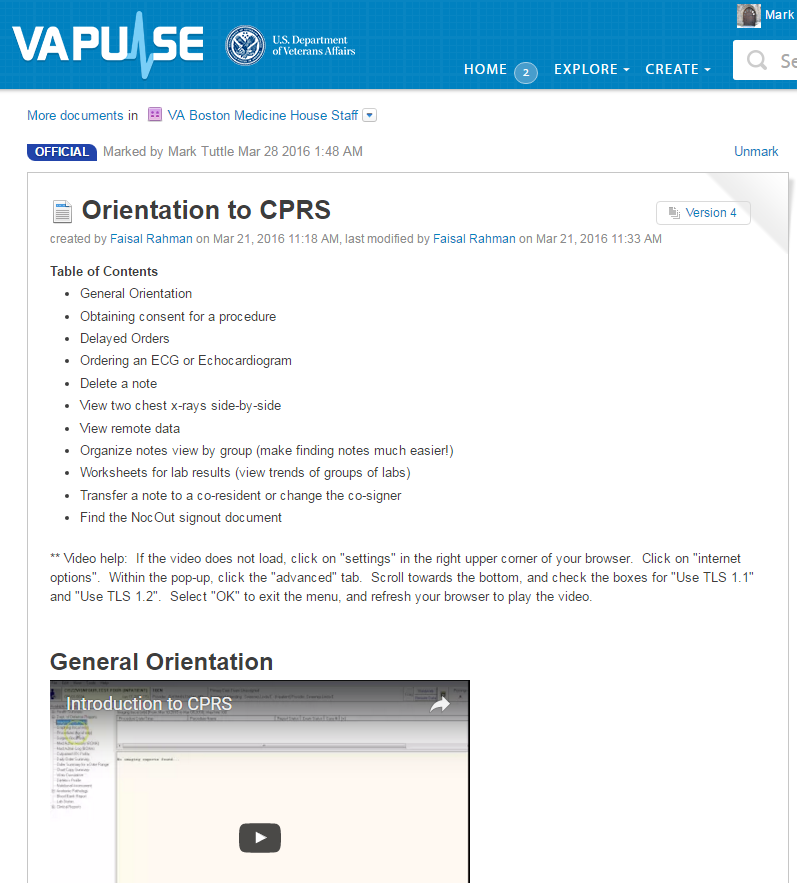 VAPULSE
U.S. Department
of Veterans Affairs
Mark
HOME 2 EXPLORE CREATE
Se
More documents in VA Boston Medicine House Staff
OFFICIAL Marked by Mark Tuttle Mar 28 2016 1:48 AM Unmark
Orientation to CPRS
Version 4
created by Faisal Rahman on Mar 21, 2016 11:18 AM, last modified by Faisal Rahman on Mar 21, 2016 11:33 AM
Table of Contents
• General Orientation
• Obtaining consent for a procedure
• Delayed Orders
• Ordering an ECG or Echocardiogram
• Delete a note
• View two chest x-rays side-by-side
• View remote data
• Organize notes view by group (make finding notes much easier!)
• Worksheets for lab results (view trends of groups of labs)
• Transfer a note to a co-resident or change the co-signer
• Find the NocOut signout document
** Video help: If the video does not load, click on "settings" in the right upper corner of your browser. Click on "internet
options". Within the pop-up, click the "advanced" tab. Scroll towards the bottom, and check the boxes for "Use TLS 1.1"
and "Use TLS 1.2". Select "OK" to exit the menu, and refresh your browser to play the video.
General Orientation
Introduction to CPRS